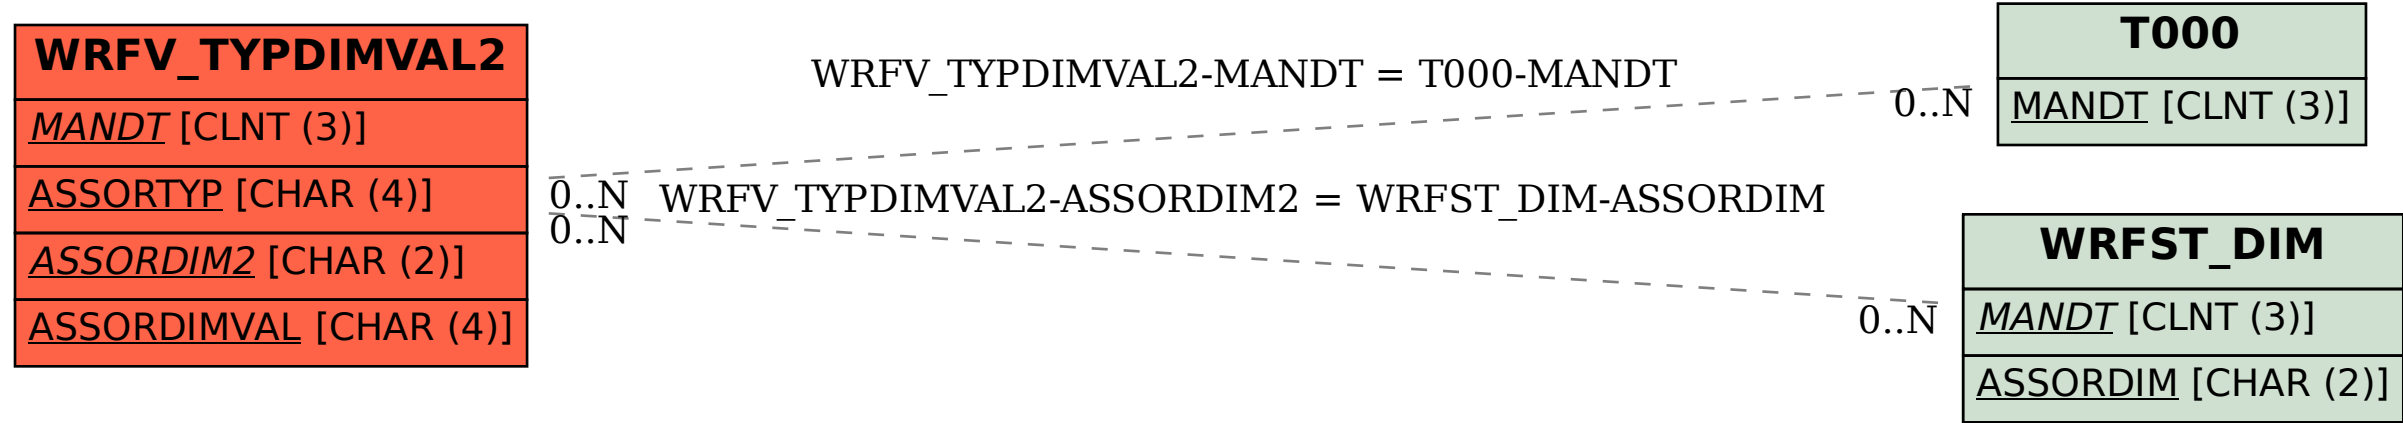 WRFV_TYPDIMVAL2
MANDT [CLNT (3)]
ASSORTYP [CHAR (4)]
ASSORDIM2 [CHAR (2)]
ASSORDIMVAL [CHAR (4)]
WRFV_TYPDIMVAL2-MANDT = T000-MANDT
0..N
0..N
WRFV_TYPDIMVAL2-ASSORDIM2 = WRFST_DIM-ASSORDIM
0..N
0..N
T000
MANDT [CLNT (3)]
WRFST_DIM
MANDT [CLNT (3)]
ASSORDIM [CHAR (2)]